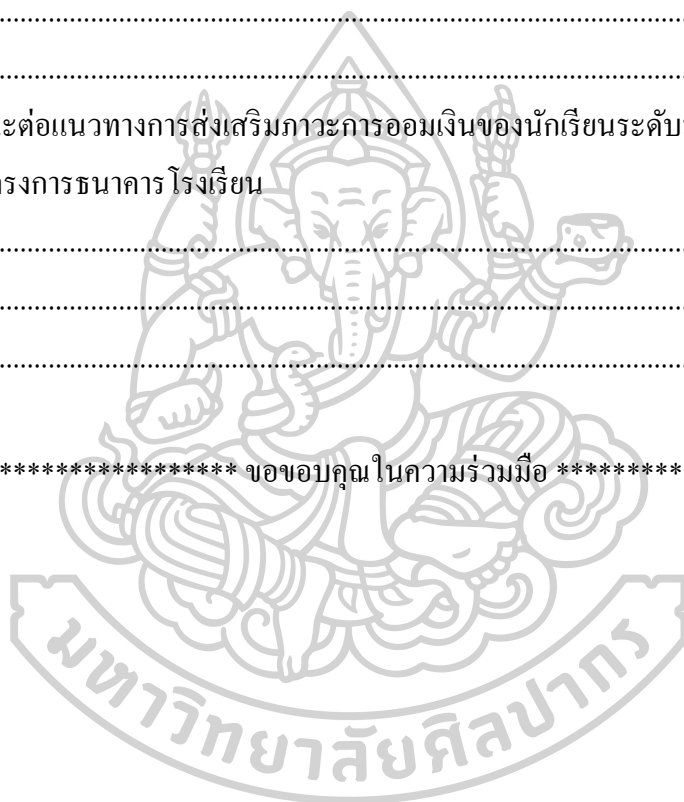 ................................................................................................
................................................................................................
ะต่อแนวทางการส่งเสริมภาวะการออมเงินของนักเรียนระดับ
รงการธนาคารโรงเรียน
................................................................................................
................................................................................................
................................................................................................
***************** ขอขอบคุณในความร่วมมือ *********
มหาวิทยาลัยศิลปากร